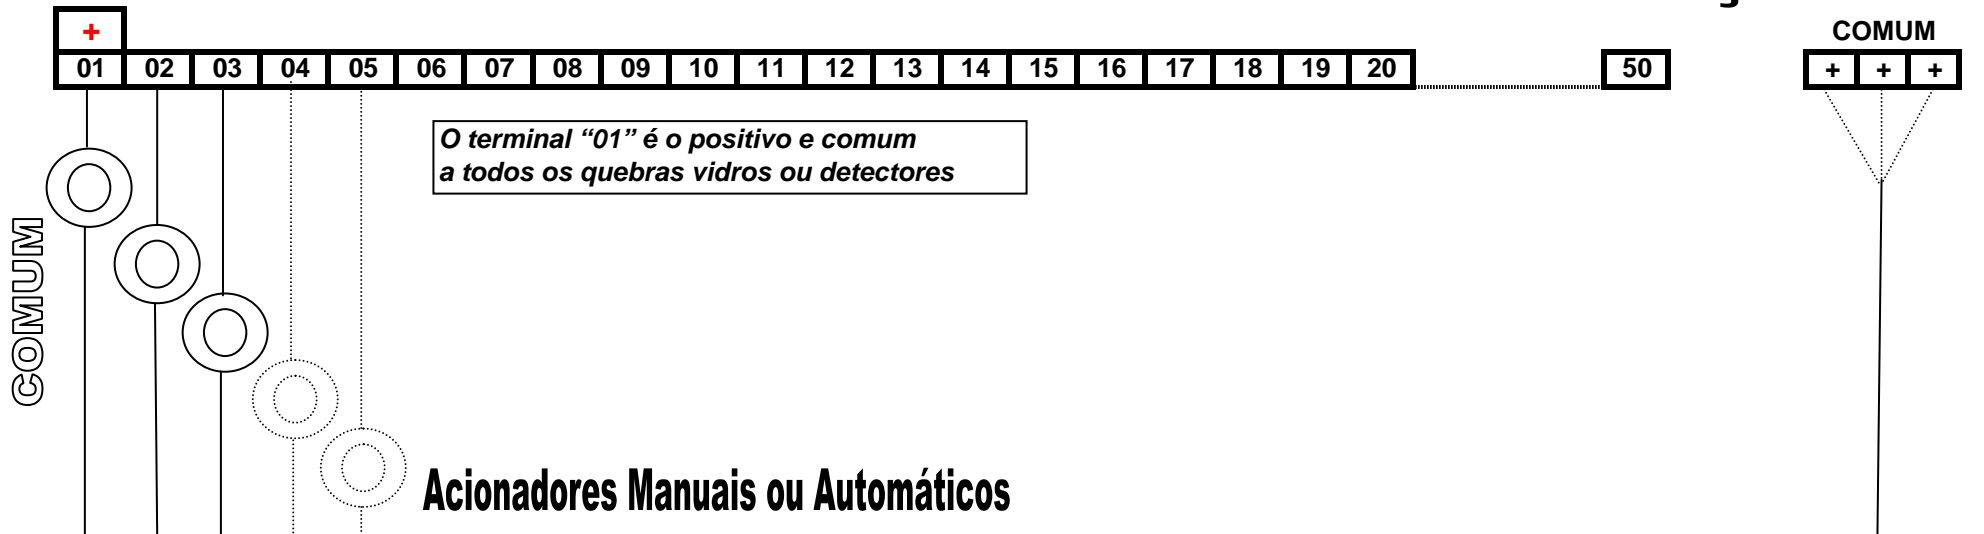 +
COMUM
01 02 03 04 05 06 07 08 09 10 11 12 13 14 15 16 17 18 19 20 50
+ + +
O terminal “01” é o positivo e comum
a todos os quebras vidros ou detectores
COMUM
Acionadores Manuais ou Automáticos